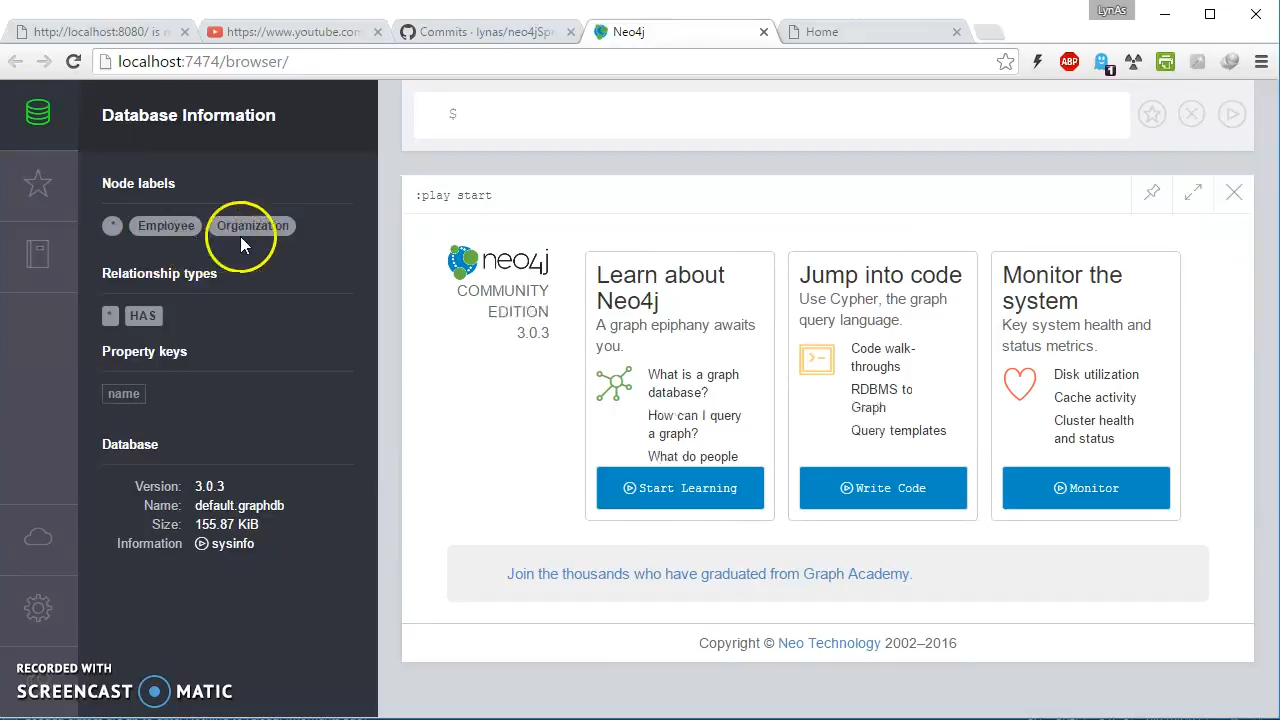 LynAs
http://localhost:8080/ is n
https://www.youtube.com
Commits · lynas/neo4jSpr
Neo4j
Home
localhost:7474/browser/
1
Database Information
Node labels
* Employee Organization
Relationship types
* HAS
Property keys
name
Database
Version: 3.0.3
Name: default.graphdb
Size: 155.87 KiB
Information sysinfo
$
:play start
neo4j
COMMUNITY
EDITION
3.0.3
Learn about
Neo4j
A graph epiphany awaits
you.
What is a graph
database?
How can I query
a graph?
What do people
Start Learning
Jump into code
Use Cypher, the graph
query language.
Code walk-
throughs
RDBMS to
Graph
Query templates
Write Code
Monitor the
system
Key system health and
status metrics.
Disk utilization
Cache activity
Cluster health
and status
Monitor
Join the thousands who have graduated from Graph Academy.
Copyright © Neo Technology 2002–2016
ABP
RECORDED WITH
SCREENCAST MATIC